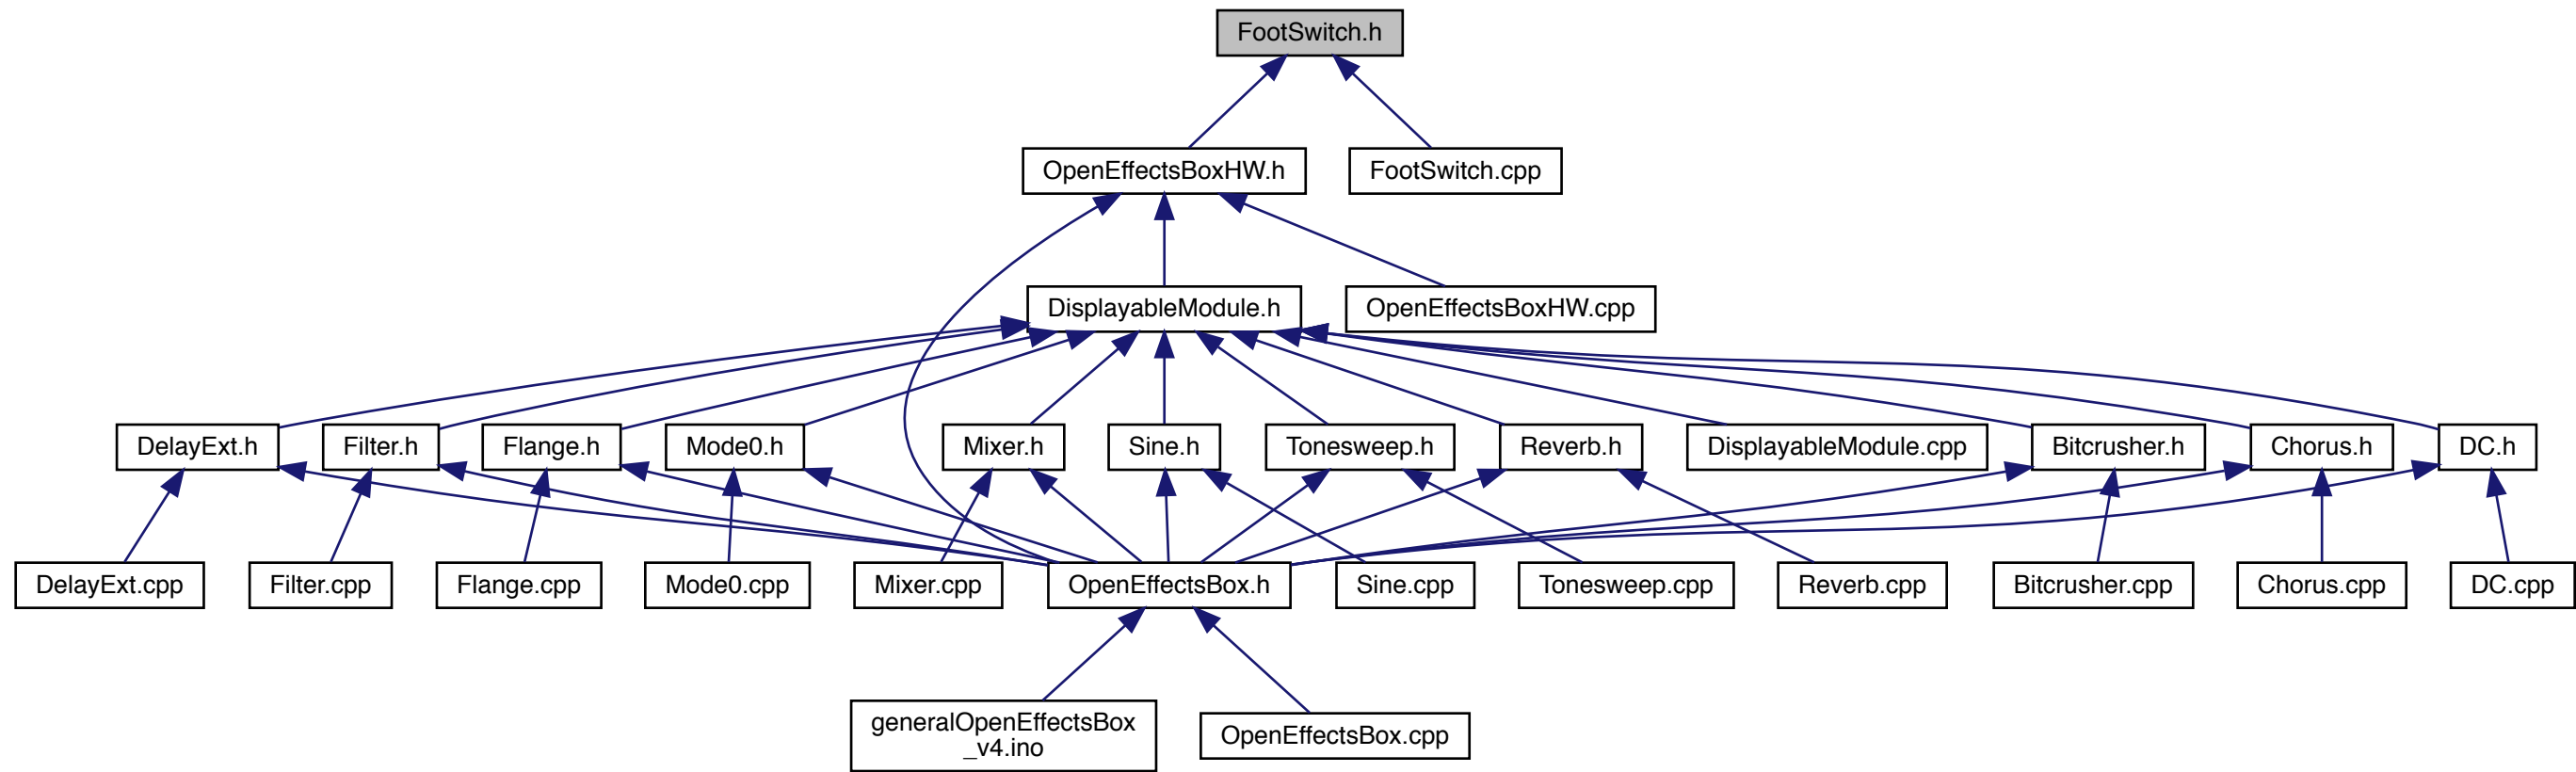 FootSwitch.h
OpenEffectsBoxHW.h
FootSwitch.cpp
DisplayableModule.h
OpenEffectsBoxHW.cpp
DelayExt.h
Filter.h
Flange.h
Mode0.h
Mixer.h
Sine.h
Tonesweep.h
Reverb.h
DisplayableModule.cpp
Bitcrusher.h
Chorus.h
DC.h
DelayExt.cpp
Filter.cpp
Flange.cpp
Mode0.cpp
Mixer.cpp
OpenEffectsBox.h
Sine.cpp
Tonesweep.cpp
Reverb.cpp
Bitcrusher.cpp
Chorus.cpp
DC.cpp
generalOpenEffectsBox
_v4.ino
OpenEffectsBox.cpp